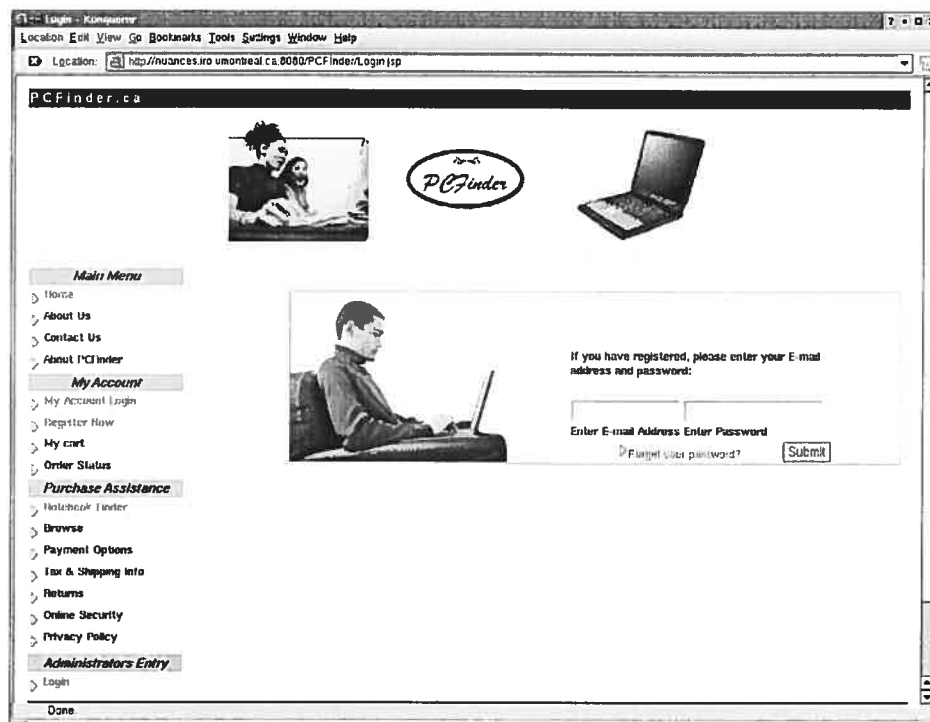 Login - Konqueror
Location Edit View Go Bookmarks Tools Settings Window Help
Location: http://nuances.iro.umontreal.ca:8080/PCFinder/Login.jsp
PCFinder.ca
PCFinder
Main Menu
Home
About Us
Contact Us
About PCFinder
My Account
My Account Login
Register Now
My cart
Order Status
Purchase Assistance
Notebook Finder
Browse
Payment Options
Tax & Shipping Info
Returns
Online Security
Privacy Policy
Administrators Entry
Login
If you have registered, please enter your E-mail
address and password:
Enter E-mail Address Enter Password
Forget your password? Submit
Done.